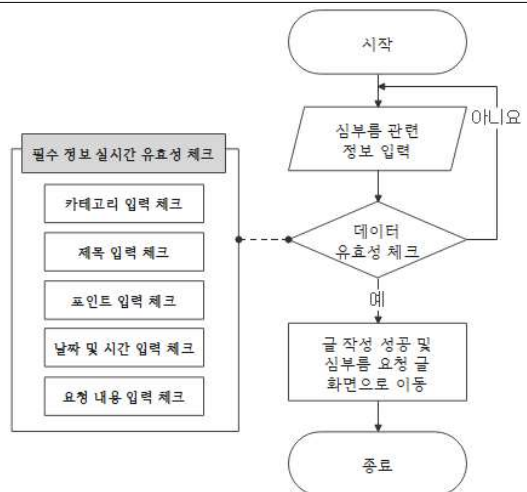 시작
아니요
심부름 관련
정보 입력
필수 정보 실시간 유효성 체크
카테고리 입력 체크
제목 입력 체크
포인트 입력 체크
날짜 및 시간 입력 체크
요청 내용 입력 체크
데이터
유효성 체크
예
글 작성 성공 및
심부름 요청 글
화면으로 이동
종료